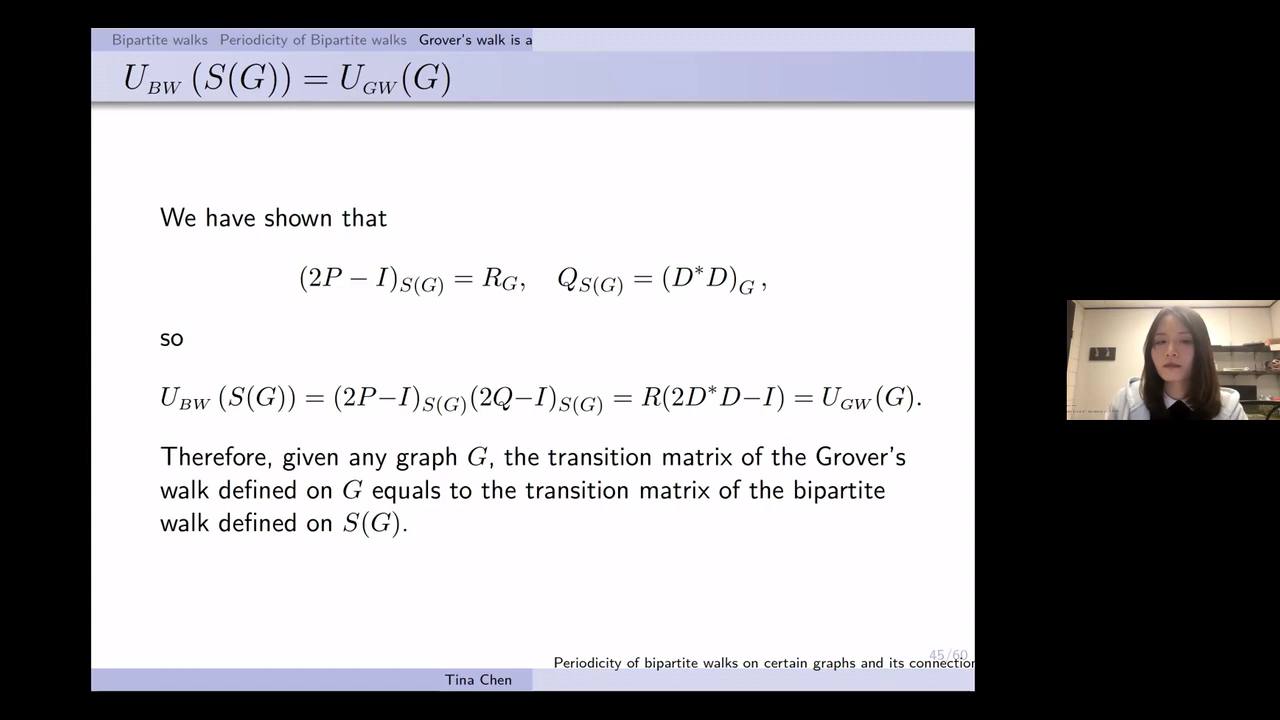 Bipartite walks Periodicity of Bipartite walks Grover's walk is a
U_{BW} (S(G)) = U_{GW}(G)
We have shown that
(2P − I)_{S(G)} = R_G, Q_{S(G)} = (D*D)_G,
so
U_{BW} (S(G)) = (2P−I)_{S(G)}(2Q−I)_{S(G)} = R(2D*D−I) = U_{GW}(G).
Therefore, given any graph G, the transition matrix of the Grover's
walk defined on G equals to the transition matrix of the bipartite
walk defined on S(G).
45/60
Periodicity of bipartite walks on certain graphs and its connection
Tina Chen